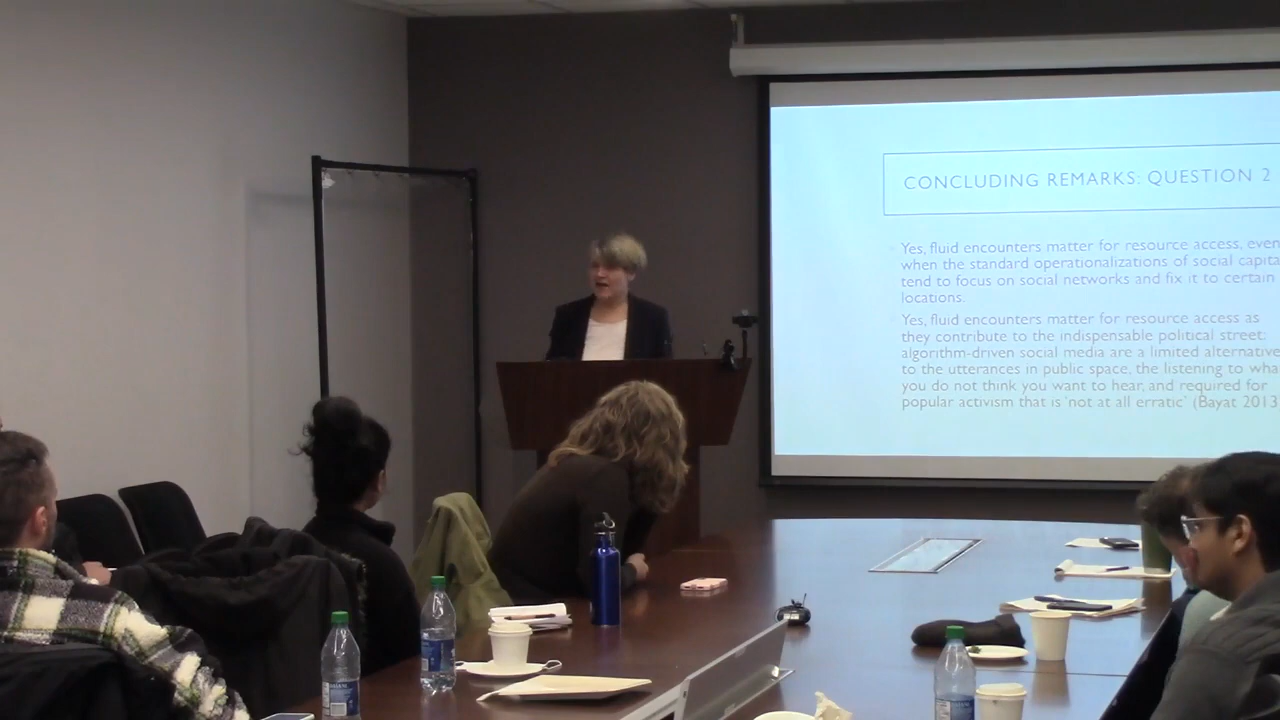 CONCLUDING REMARKS: QUESTION 2
Yes, fluid encounters matter for resource access, even
when the standard operationalizations of social capita
tend to focus on social networks and fix it to certain
locations.
Yes, fluid encounters matter for resource access as
they contribute to the indispensable political street:
algorithm-driven social media are a limited alternative
to the utterances in public space, the listening to wha
you do not think you want to hear, and required for
popular activism that is 'not at all erratic' (Bayat 2013